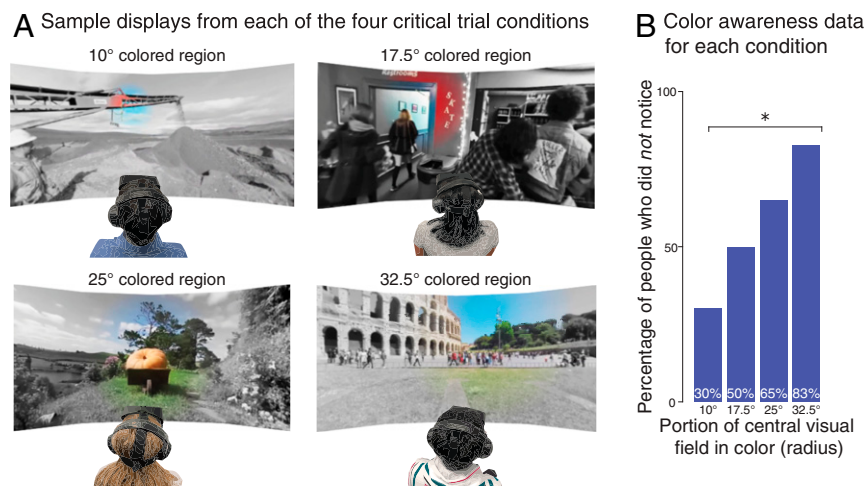 A Sample displays from each of the four critical trial conditions
10° colored region
17.5° colored region
SKATE
25° colored region
32.5° colored region
B Color awareness data
for each condition
Percentage of people who did not notice
100
50
0
*
30% 50% 65% 83%
10° 17.5° 25° 32.5°
Portion of central visual
field in color (radius)